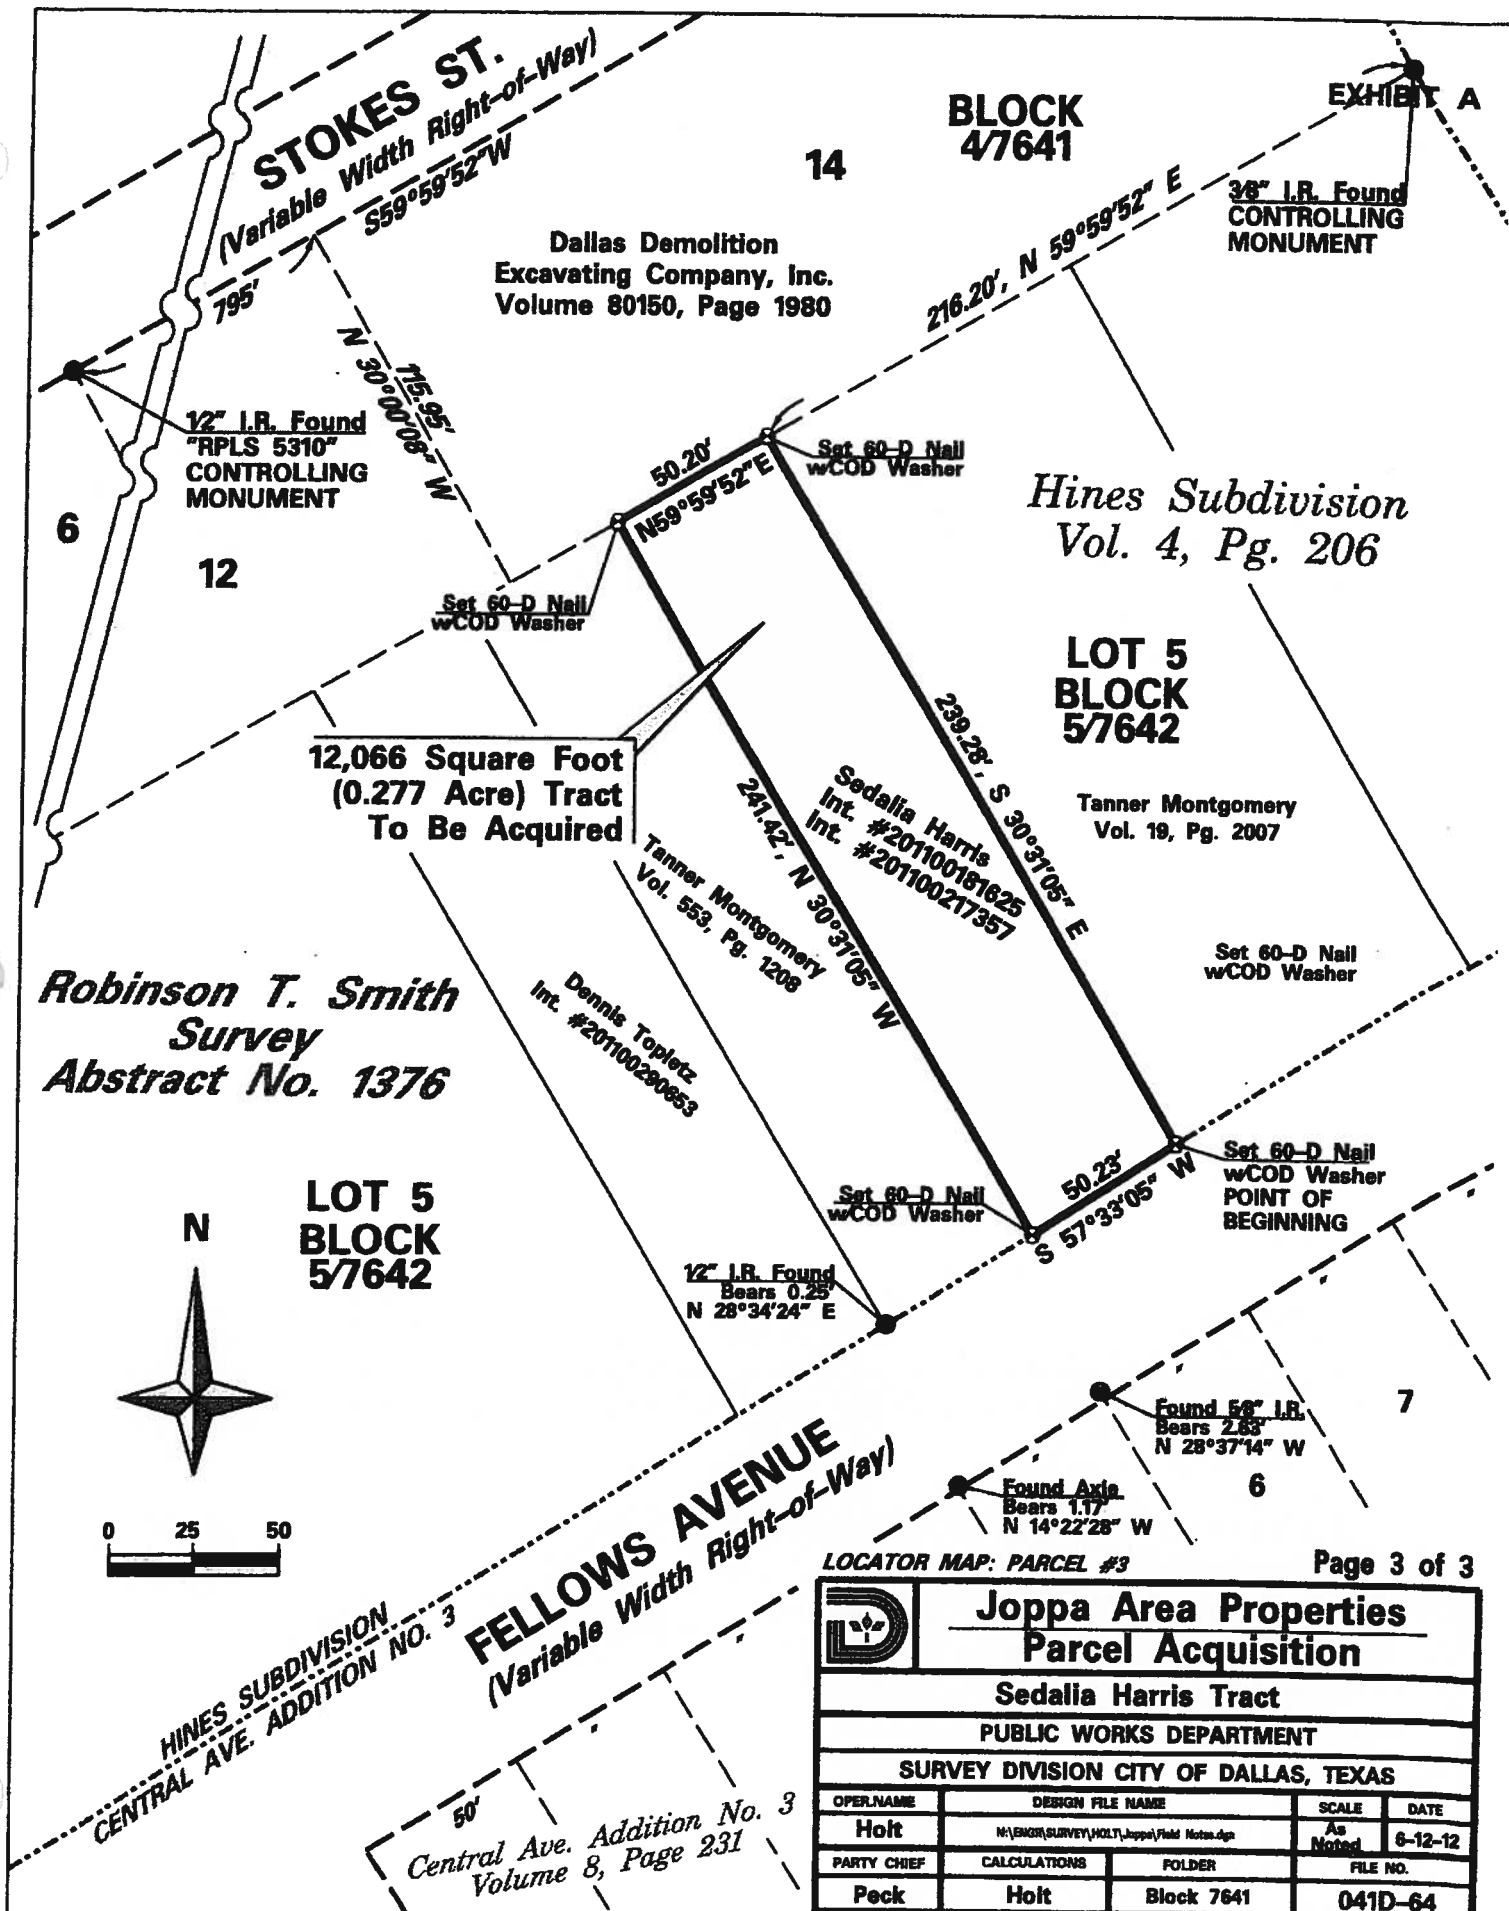 STOKES ST.
(Variable Width Right-of-Way)
S59°59'52"W
795'
BLOCK
4/7641
14
EXHIBIT A
3/8" I.R. Found
CONTROLLING
MONUMENT
Dallas Demolition
Excavating Company, Inc.
Volume 80150, Page 1980
216.20', N 59°59'52" E
115.95'
N 30°00'08" W
1/2" I.R. Found
"RPLS 5310"
CONTROLLING
MONUMENT
6
12
50.20'
N59°59'52"E
Set 60-D Nail
w/COD Washer
Hines Subdivision
Vol. 4, Pg. 206
Set 60-D Nail
w/COD Washer
LOT 5
BLOCK
5/7642
12,066 Square Foot
(0.277 Acre) Tract
To Be Acquired
239.28', S 30°31'05" E
Sedalia Harris
Int. #201100181625
Int. #201100217357
Tanner Montgomery
Vol. 19, Pg. 2007
241.42', N 30°31'05" W
Tanner Montgomery
Vol. 553, Pg. 1208
Dennis Topletz
Int. #201100290653
Set 60-D Nail
w/COD Washer
Robinson T. Smith
Survey
Abstract No. 1376
LOT 5
BLOCK
5/7642
N
Set 60-D Nail
w/COD Washer
50.23'
S 57°33'05" W
Set 60-D Nail
w/COD Washer
POINT OF
BEGINNING
1/2" I.R. Found
Bears 0.25'
N 28°34'24" E
0 25 50
7
Found 5/8" I.R.
Bears 2.63'
N 28°37'14" W
6
Found Axle
Bears 1.17'
N 14°22'28" W
FELLOWS AVENUE
(Variable Width Right-of-Way)
HINES SUBDIVISION
CENTRAL AVE. ADDITION NO. 3
50'
Central Ave. Addition No. 3
Volume 8, Page 231
LOCATOR MAP: PARCEL #3
Page 3 of 3
Joppa Area Properties
Parcel Acquisition
Sedalia Harris Tract
PUBLIC WORKS DEPARTMENT
SURVEY DIVISION CITY OF DALLAS, TEXAS
OPER.NAME DESIGN FILE NAME SCALE DATE
Holt N:\ENGR\SURVEY\HOLT\Joppa\Field Notes.dgn As Noted 6-12-12
PARTY CHIEF CALCULATIONS FOLDER FILE NO.
Peck Holt Block 7641 041D-64